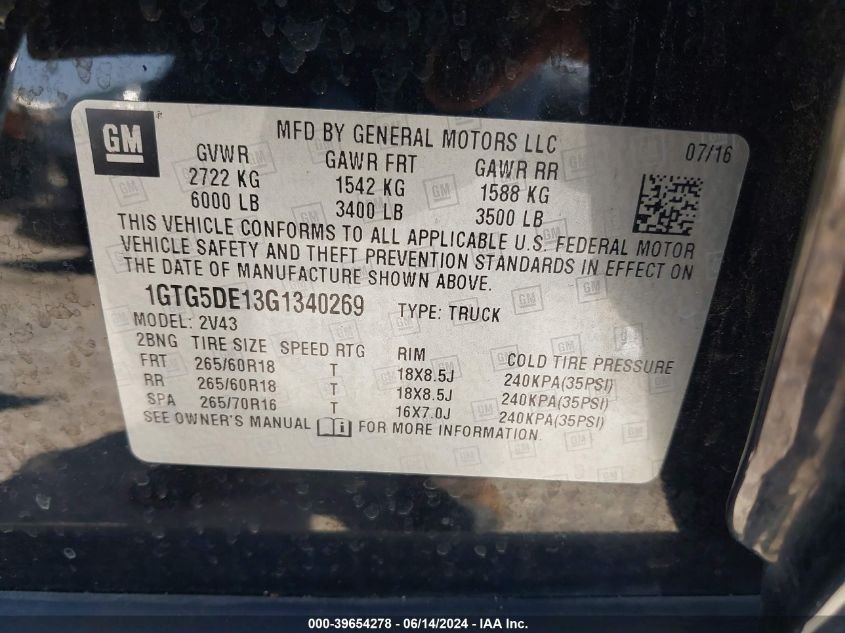 GM
MFD BY GENERAL MOTORS LLC
07/16
GVWR GAWR FRT GAWR RR
2722 KG 1542 KG 1588 KG
6000 LB 3400 LB 3500 LB
THIS VEHICLE CONFORMS TO ALL APPLICABLE U.S. FEDERAL MOTOR
VEHICLE SAFETY AND THEFT PREVENTION STANDARDS IN EFFECT ON
THE DATE OF MANUFACTURE SHOWN ABOVE.
1GTG5DE13G1340269 TYPE: TRUCK
MODEL: 2V43
2BNG TIRE SIZE SPEED RTG RIM COLD TIRE PRESSURE
FRT 265/60R18 T 18X8.5J 240KPA(35PSI)
RR 265/60R18 T 18X8.5J 240KPA(35PSI)
SPA 265/70R16 T 16X7.0J 240KPA(35PSI)
SEE OWNER'S MANUAL i FOR MORE INFORMATION.
000-39654278 - 06/14/2024 - IAA Inc.